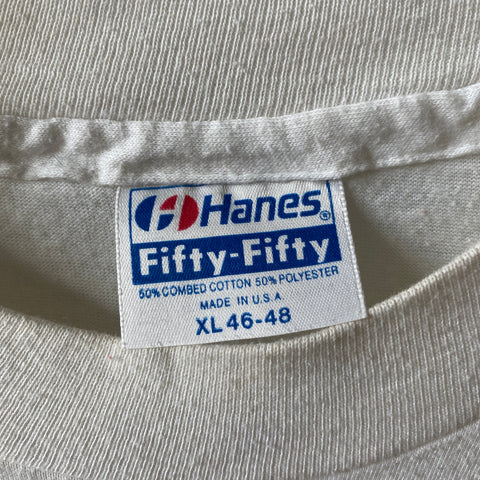 Hanes®
Fifty-Fifty
50% COMBED COTTON 50% POLYESTER
MADE IN U.S.A
XL 46-48